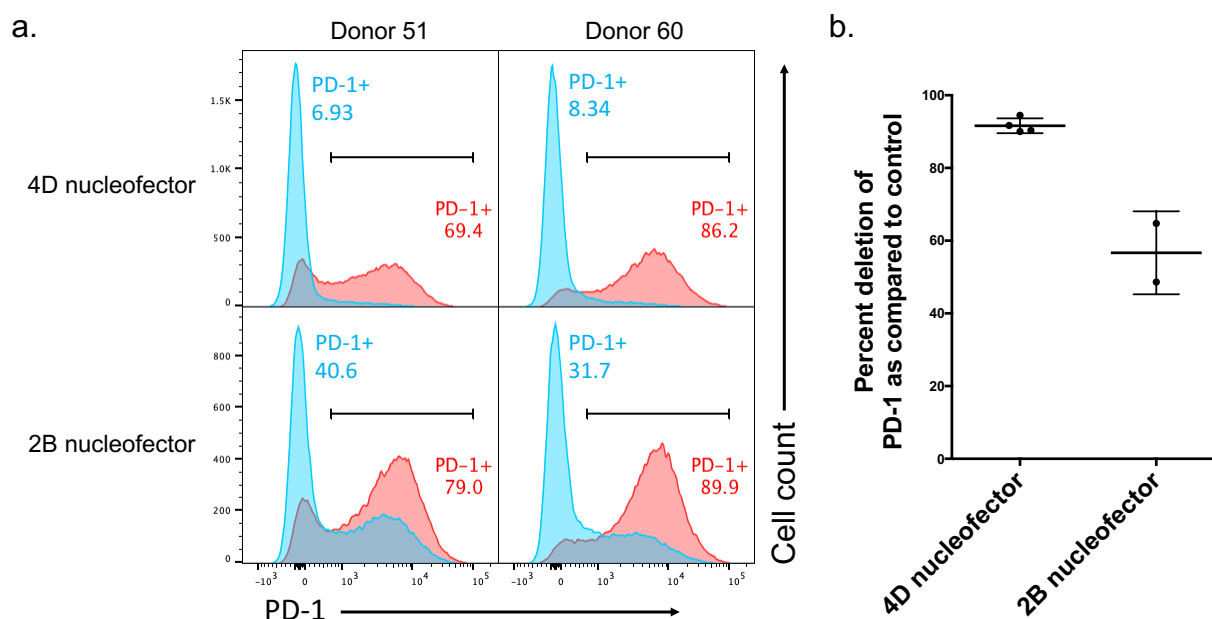 a.
Donor 51
Donor 60
4D nucleofector
1.5K
1.0K
500
0
PD-1+
6.93
PD-1+
69.4
PD-1+
8.34
PD-1+
86.2
2B nucleofector
800
600
400
200
0
PD-1+
40.6
PD-1+
79.0
PD-1+
31.7
PD-1+
89.9
-10³ 0 10³ 10⁴ 10⁵
-10³ 0 10³ 10⁴ 10⁵
PD-1
Cell count
b.
Percent deletion of
PD-1 as compared to control
100
80
60
40
20
0
4D nucleofector
2B nucleofector